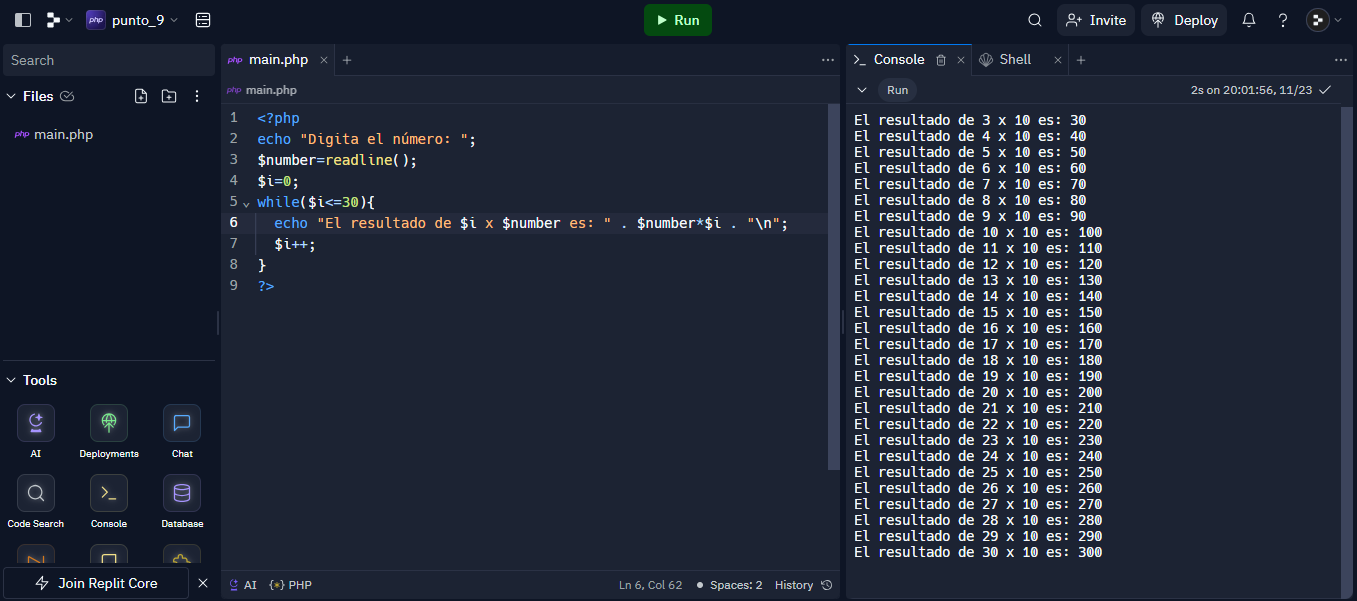 php punto_9
Run
Invite
Deploy
Search
Files
php main.php
Tools
AI
Deployments
Chat
Code Search
Console
Database
Join Replit Core
php main.php
php main.php
1 <?php
2 echo "Digita el número: ";
3 $number=readline();
4 $i=0;
5 while($i<=30){
6 echo "El resultado de $i x $number es: " . $number*$i . "\n";
7 $i++;
8 }
9 ?>
AI
PHP
Ln 6, Col 62
Spaces: 2
History
Console
Shell
Run
2s on 20:01:56, 11/23
El resultado de 3 x 10 es: 30
El resultado de 4 x 10 es: 40
El resultado de 5 x 10 es: 50
El resultado de 6 x 10 es: 60
El resultado de 7 x 10 es: 70
El resultado de 8 x 10 es: 80
El resultado de 9 x 10 es: 90
El resultado de 10 x 10 es: 100
El resultado de 11 x 10 es: 110
El resultado de 12 x 10 es: 120
El resultado de 13 x 10 es: 130
El resultado de 14 x 10 es: 140
El resultado de 15 x 10 es: 150
El resultado de 16 x 10 es: 160
El resultado de 17 x 10 es: 170
El resultado de 18 x 10 es: 180
El resultado de 19 x 10 es: 190
El resultado de 20 x 10 es: 200
El resultado de 21 x 10 es: 210
El resultado de 22 x 10 es: 220
El resultado de 23 x 10 es: 230
El resultado de 24 x 10 es: 240
El resultado de 25 x 10 es: 250
El resultado de 26 x 10 es: 260
El resultado de 27 x 10 es: 270
El resultado de 28 x 10 es: 280
El resultado de 29 x 10 es: 290
El resultado de 30 x 10 es: 300